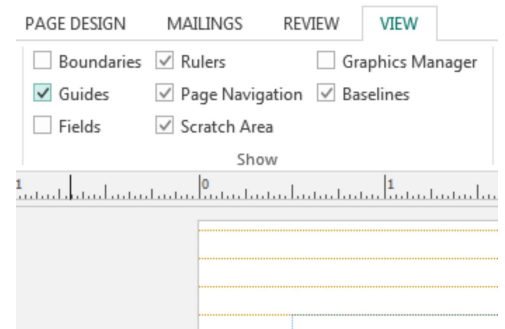 PAGE DESIGN MAILINGS REVIEW VIEW
Boundaries Rulers Graphics Manager
Guides Page Navigation Baselines
Fields Scratch Area
Show
1 0 1